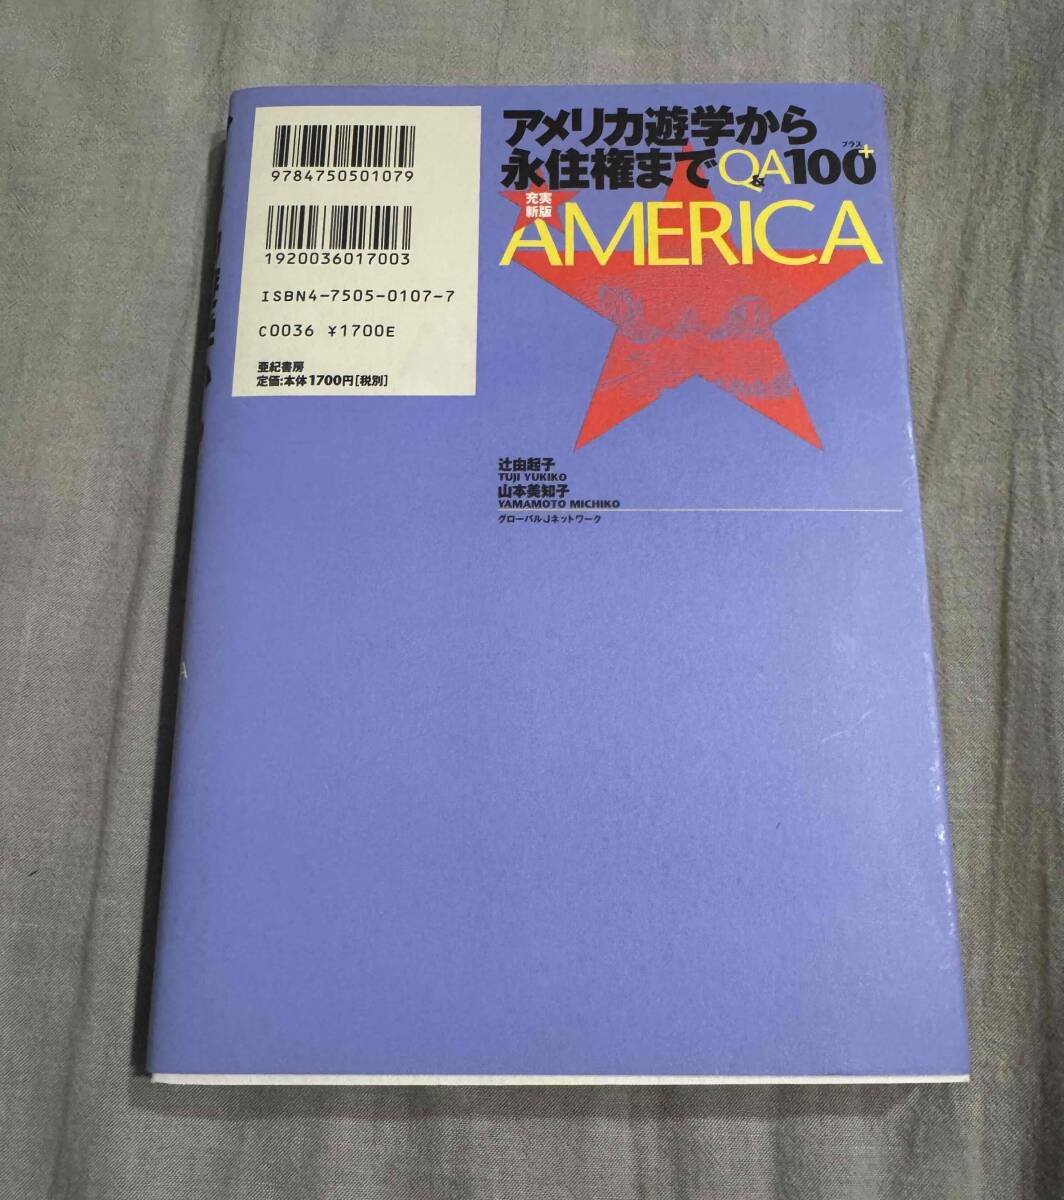 9784750501079
1920036017003
ISBN4-7505-0107-7
C0036 ¥1700E
亜紀書房
定価:本体1700円[税別]
アメリカ遊学から
永住権までQ&A100+
プラス
充実
新版
AMERICA
辻由起子
TUJI YUKIKO
山本美知子
YAMAMOTO MICHIKO
グローバルJネットワーク